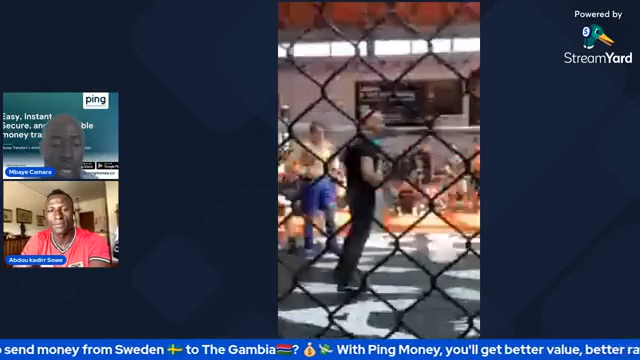 Powered by
StreamYard
ping
Easy, Instant
Secure, and
money tra
Mbaye Camara
Abdou kadirr Sowe
o send money from Sweden 🇸🇪 to The Gambia🇬🇲? 💰💸 With Ping Money, you'll get better value, better ra